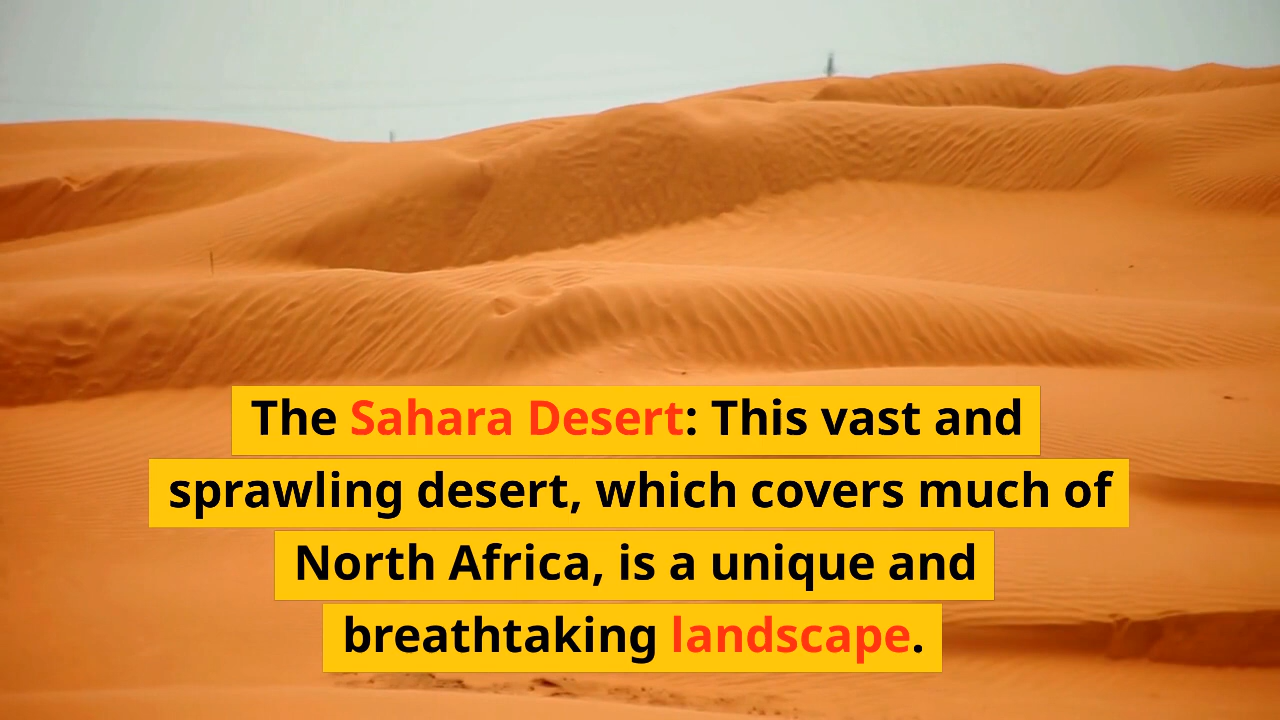 The Sahara Desert: This vast and
sprawling desert, which covers much of
North Africa, is a unique and
breathtaking landscape.